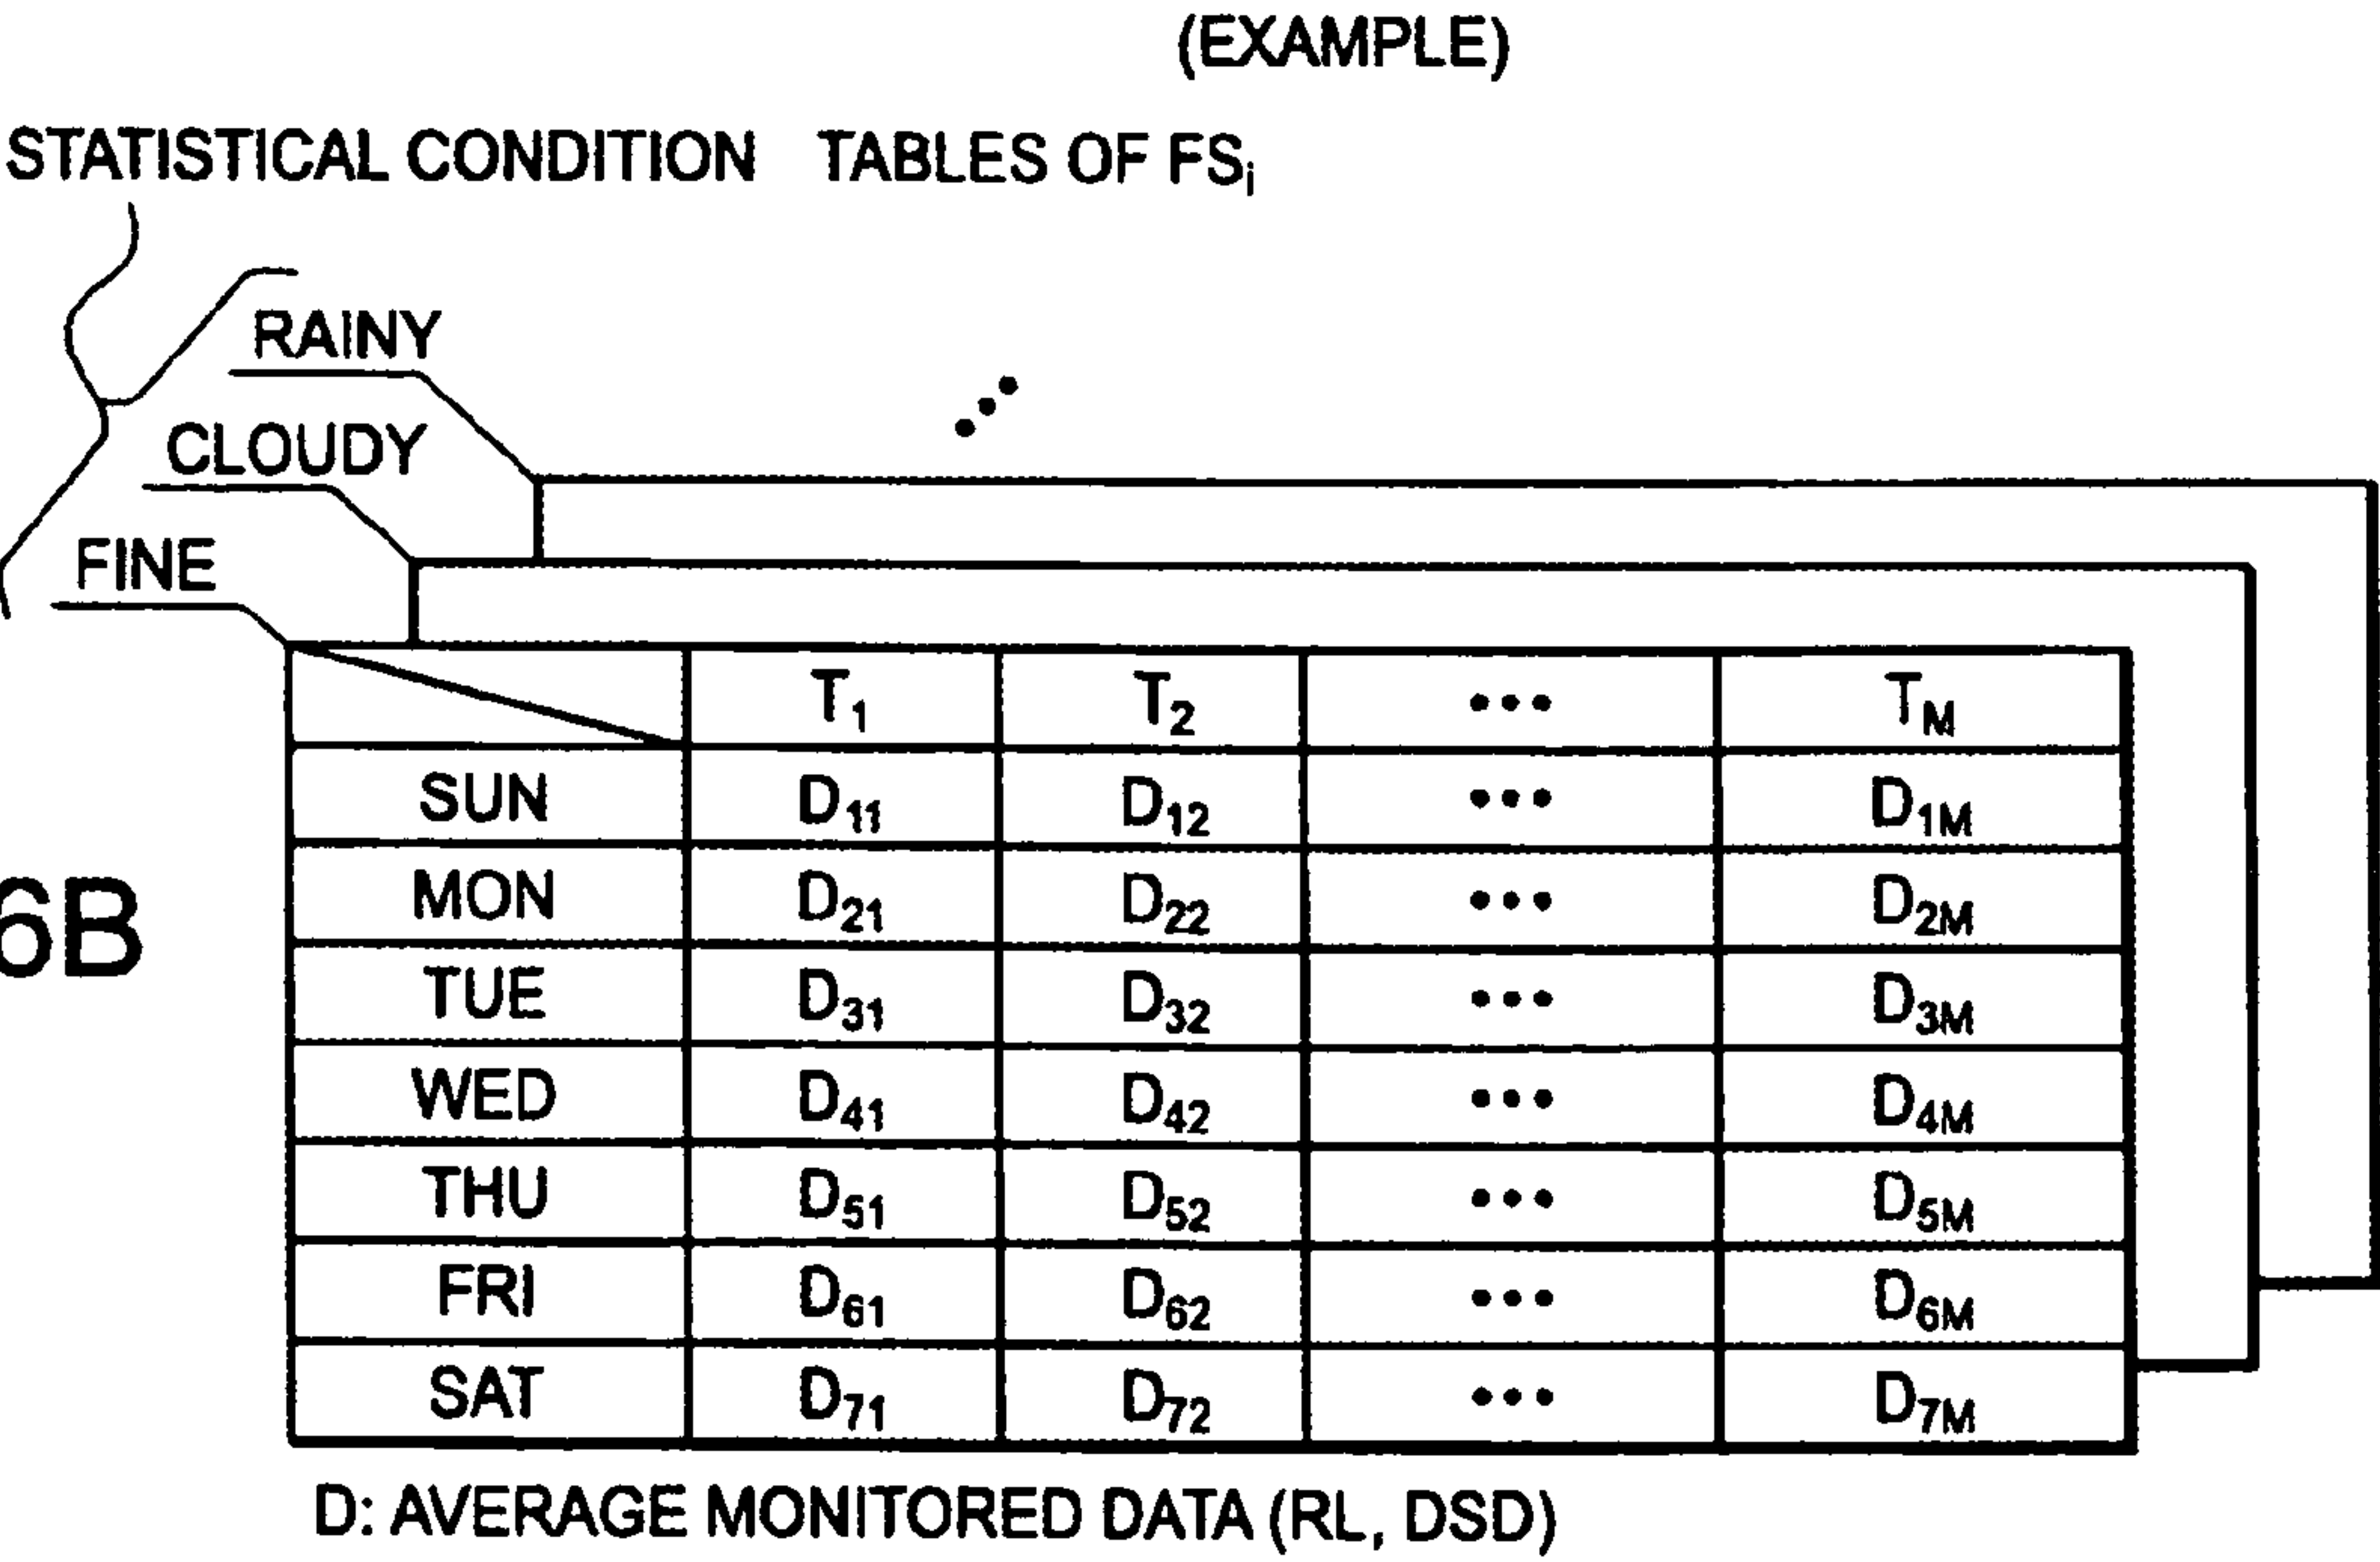 (EXAMPLE)
STATISTICAL CONDITION TABLES OF FSi
RAINY
CLOUDY
FINE
T1 T2 ••• TM
SUN D11 D12 ••• D1M
MON D21 D22 ••• D2M
TUE D31 D32 ••• D3M
WED D41 D42 ••• D4M
THU D51 D52 ••• D5M
FRI D61 D62 ••• D6M
SAT D71 D72 ••• D7M
6B
D: AVERAGE MONITORED DATA (RL, DSD)